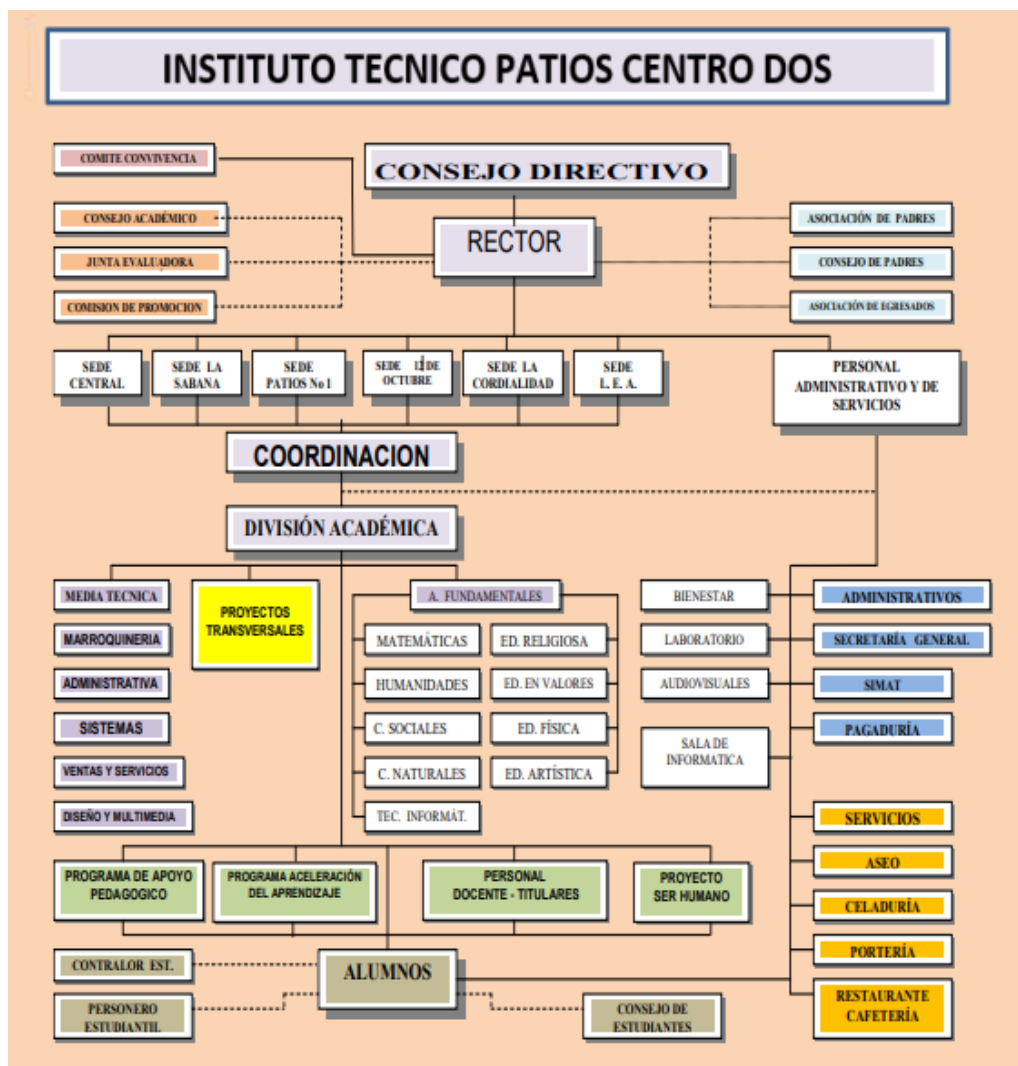 INSTITUTO TECNICO PATIOS CENTRO DOS
COMITE CONVIVENCIA
CONSEJO DIRECTIVO
CONSEJO ACADÉMICO
RECTOR
ASOCIACIÓN DE PADRES
JUNTA EVALUADORA
CONSEJO DE PADRES
COMISION DE PROMOCION
ASOCIACIÓN DE EGRESADOS
SEDE
CENTRAL
SEDE LA
SABANA
SEDE
PATIOS No 1
SEDE 12 DE
OCTUBRE
SEDE LA
CORDIALIDAD
SEDE
L. E. A.
PERSONAL
ADMINISTRATIVO Y DE
SERVICIOS
COORDINACION
DIVISIÓN ACADÉMICA
MEDIA TECNICA
MARROQUINERIA
ADMINISTRATIVA
SISTEMAS
VENTAS Y SERVICIOS
DISEÑO Y MULTIMEDIA
PROYECTOS
TRANSVERSALES
A. FUNDAMENTALES
MATEMÁTICAS
HUMANIDADES
C. SOCIALES
C. NATURALES
TEC. INFORMÁT.
ED. RELIGIOSA
ED. EN VALORES
ED. FÍSICA
ED. ARTÍSTICA
BIENESTAR
LABORATORIO
AUDIOVISUALES
SALA DE
INFORMATICA
ADMINISTRATIVOS
SECRETARÍA GENERAL
SIMAT
PAGADURÍA
SERVICIOS
ASEO
CELADURÍA
PORTERÍA
RESTAURANTE
CAFETERÍA
PROGRAMA DE APOYO
PEDAGOGICO
PROGRAMA ACELERACIÓN
DEL APRENDIZAJE
PERSONAL
DOCENTE - TITULARES
PROYECTO
SER HUMANO
CONTRALOR EST.
ALUMNOS
PERSONERO
ESTUDIANTIL
CONSEJO DE
ESTUDIANTES